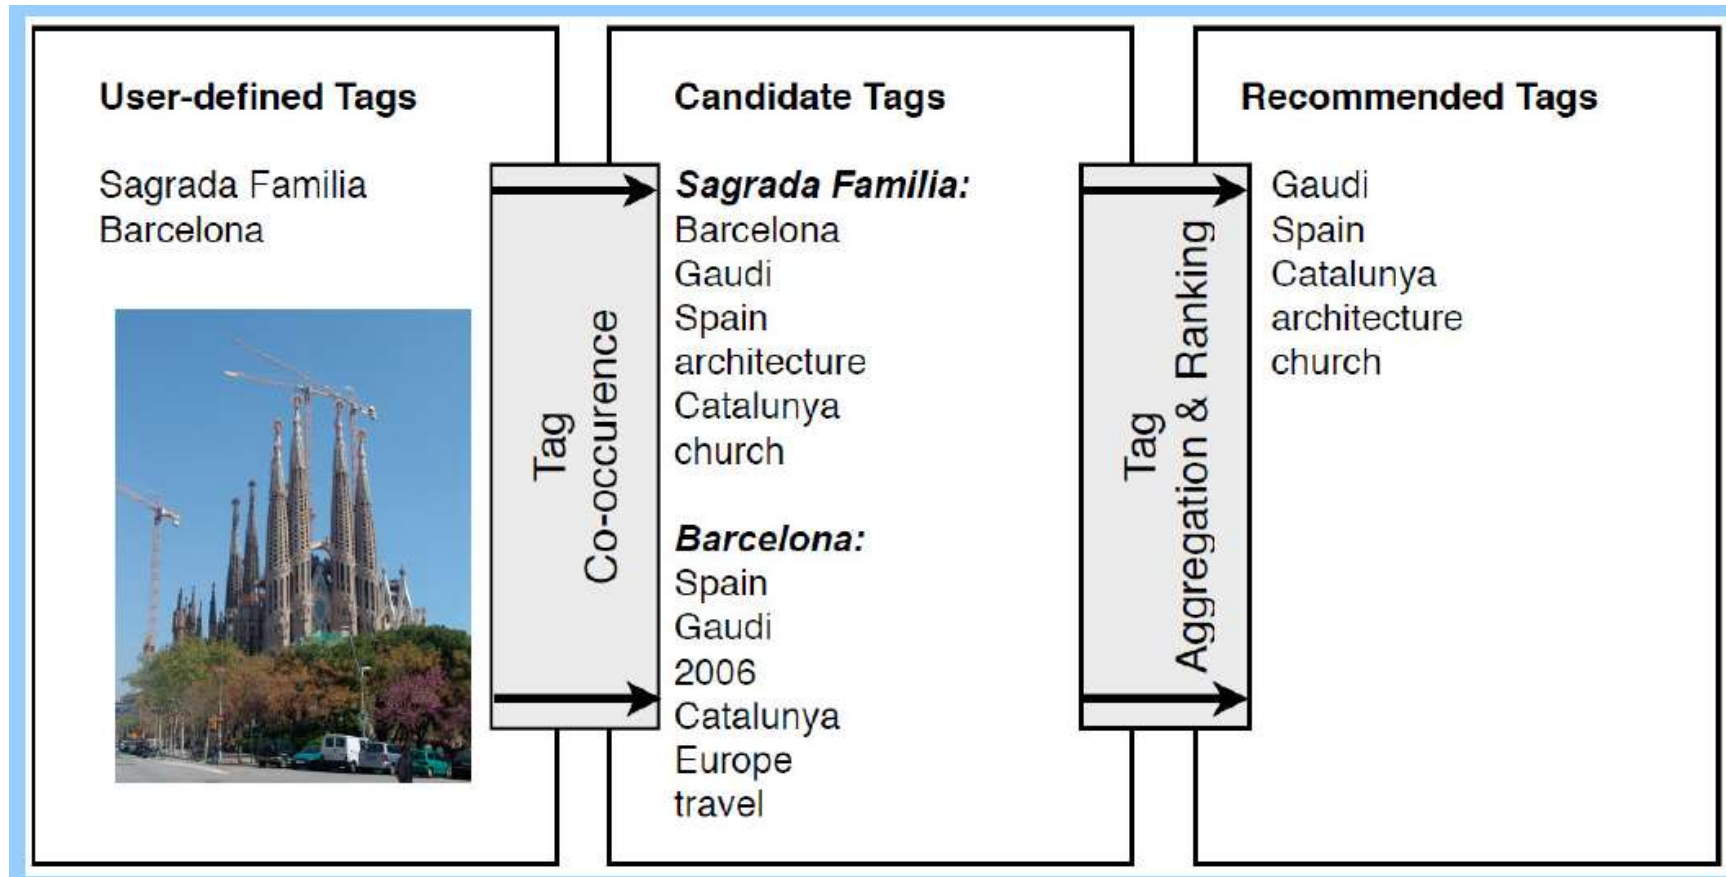 User-defined Tags
Sagrada Familia
Barcelona
Tag
Co-occurence
Candidate Tags
Sagrada Familia:
Barcelona
Gaudi
Spain
architecture
Catalunya
church
Barcelona:
Spain
Gaudi
2006
Catalunya
Europe
travel
Tag
Aggregation & Ranking
Recommended Tags
Gaudi
Spain
Catalunya
architecture
church